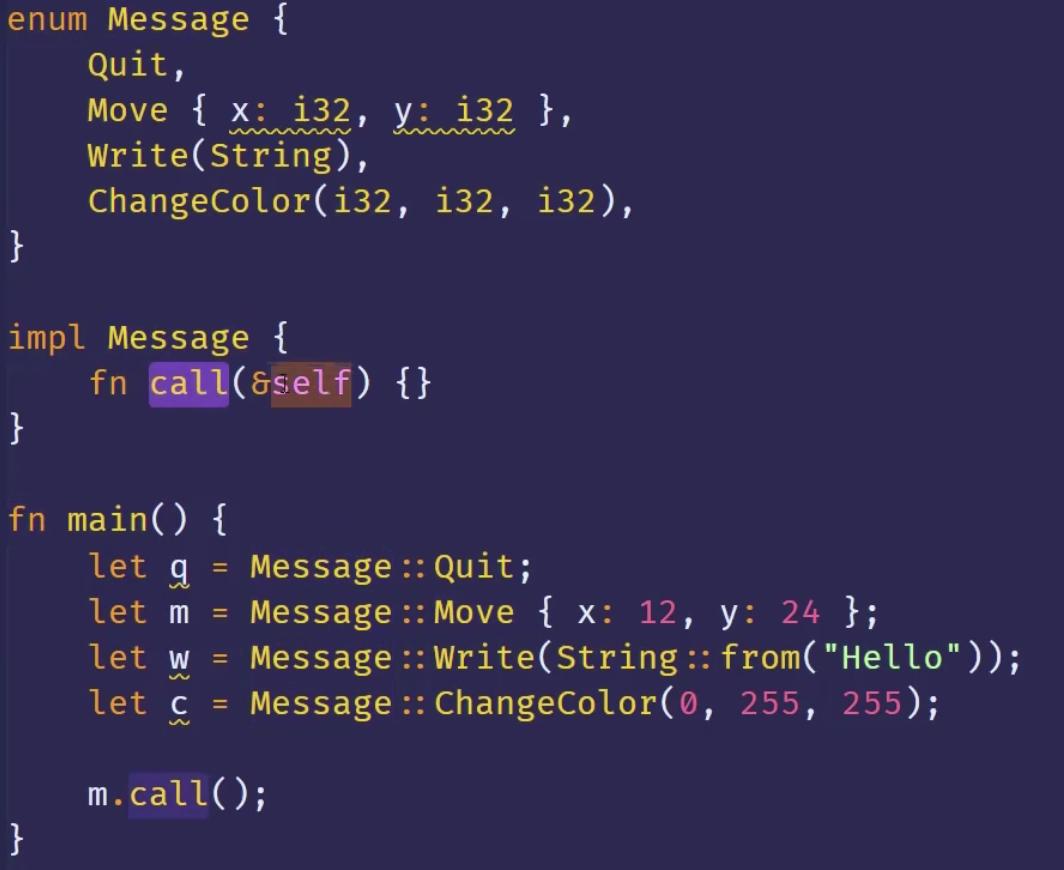 enum Message {
    Quit,
    Move { x: i32, y: i32 },
    Write(String),
    ChangeColor(i32, i32, i32),
}
impl Message {
    fn call(&self) {}
}
fn main() {
    let q = Message::Quit;
    let m = Message::Move { x: 12, y: 24 };
    let w = Message::Write(String::from("Hello"));
    let c = Message::ChangeColor(0, 255, 255);
    m.call();
}